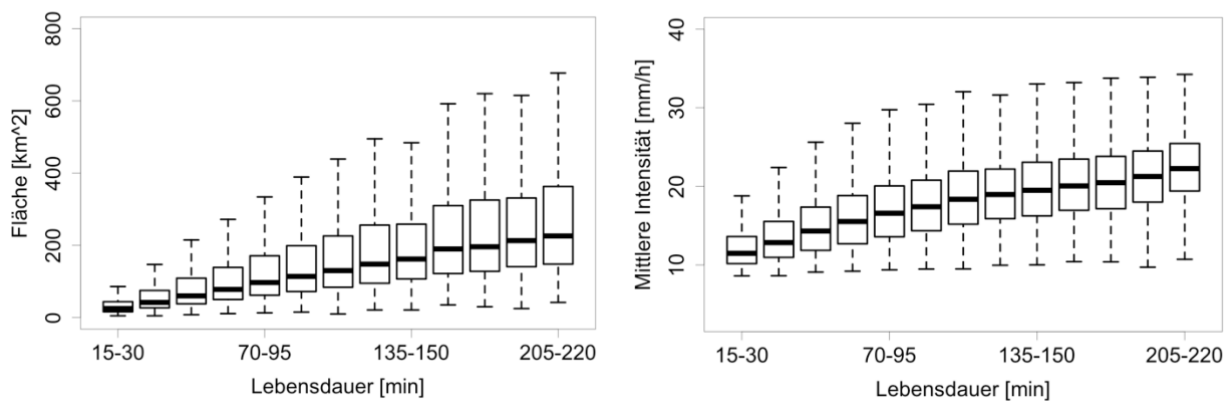 800
600
400
200
0
Fläche [km^2]
15-30 70-95 135-150 205-220
Lebensdauer [min]
40
30
20
10
Mittlere Intensität [mm/h]
15-30 70-95 135-150 205-220
Lebensdauer [min]